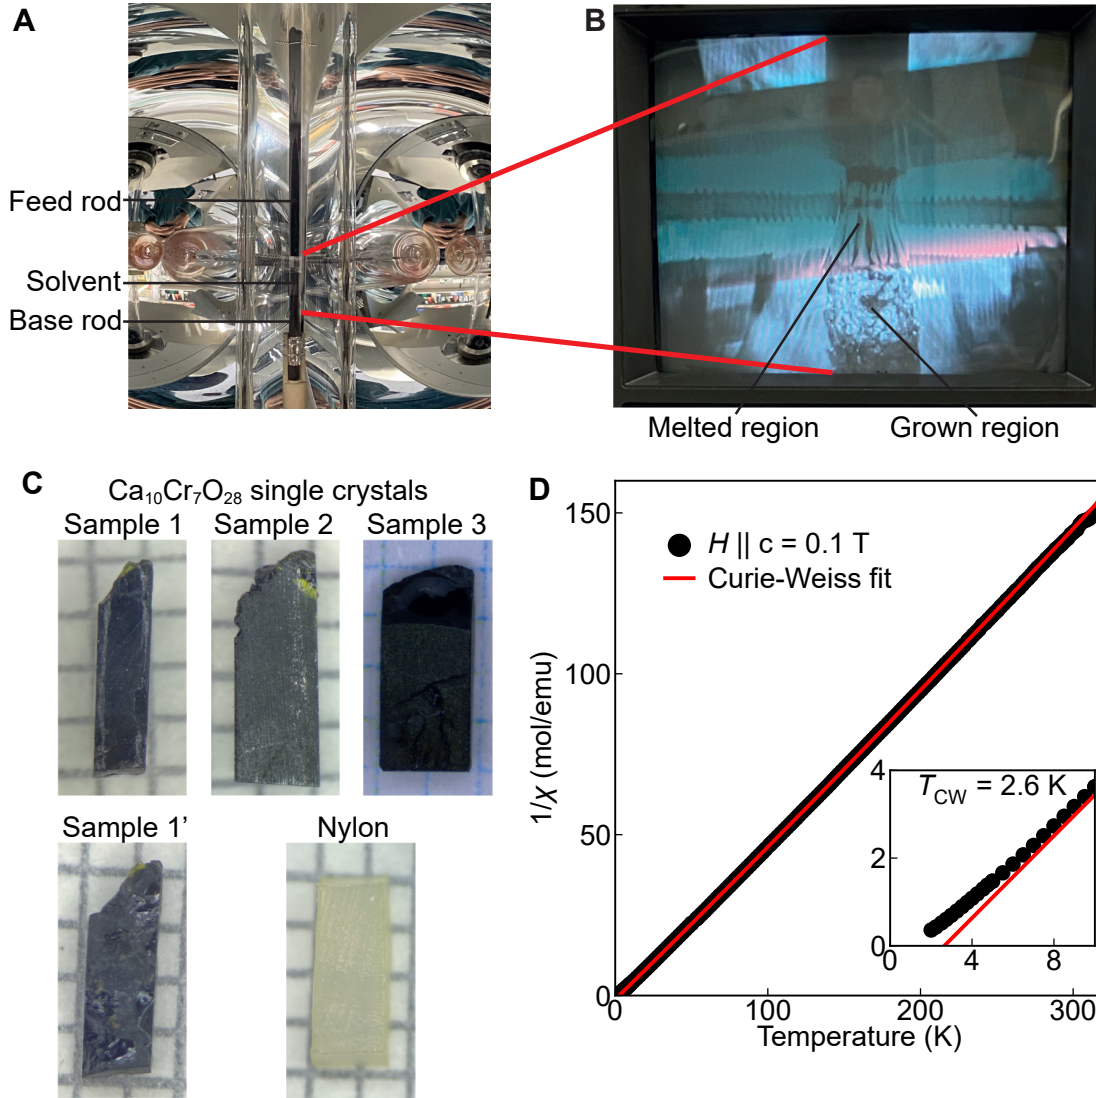 A
Feed rod
Solvent
Base rod
B
Melted region
Grown region
C
Ca₁₀Cr₇O₂₈ single crystals
Sample 1
Sample 2
Sample 3
Sample 1’
Nylon
D
150
100
50
0
1/χ (mol/emu)
H || c = 0.1 T
Curie-Weiss fit
4
2
0
T_CW = 2.6 K
0
4
8
0
100
200
300
Temperature (K)